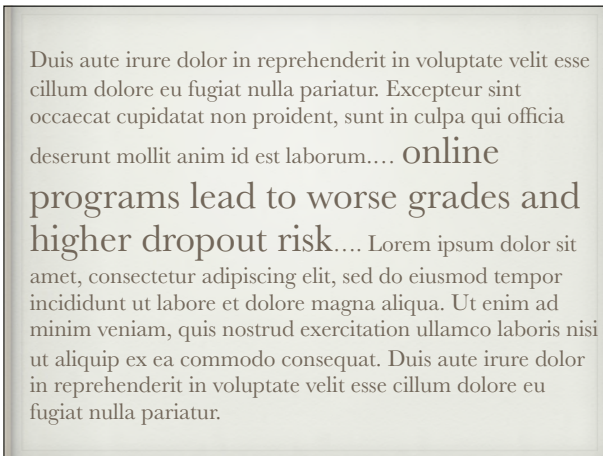 Duis aute irure dolor in reprehenderit in voluptate velit esse
cillum dolore eu fugiat nulla pariatur. Excepteur sint
occaecat cupidatat non proident, sunt in culpa qui officia
deserunt mollit anim id est laborum.... online
programs lead to worse grades and
higher dropout risk.... Lorem ipsum dolor sit
amet, consectetur adipiscing elit, sed do eiusmod tempor
incididunt ut labore et dolore magna aliqua. Ut enim ad
minim veniam, quis nostrud exercitation ullamco laboris nisi
ut aliquip ex ea commodo consequat. Duis aute irure dolor
in reprehenderit in voluptate velit esse cillum dolore eu
fugiat nulla pariatur.